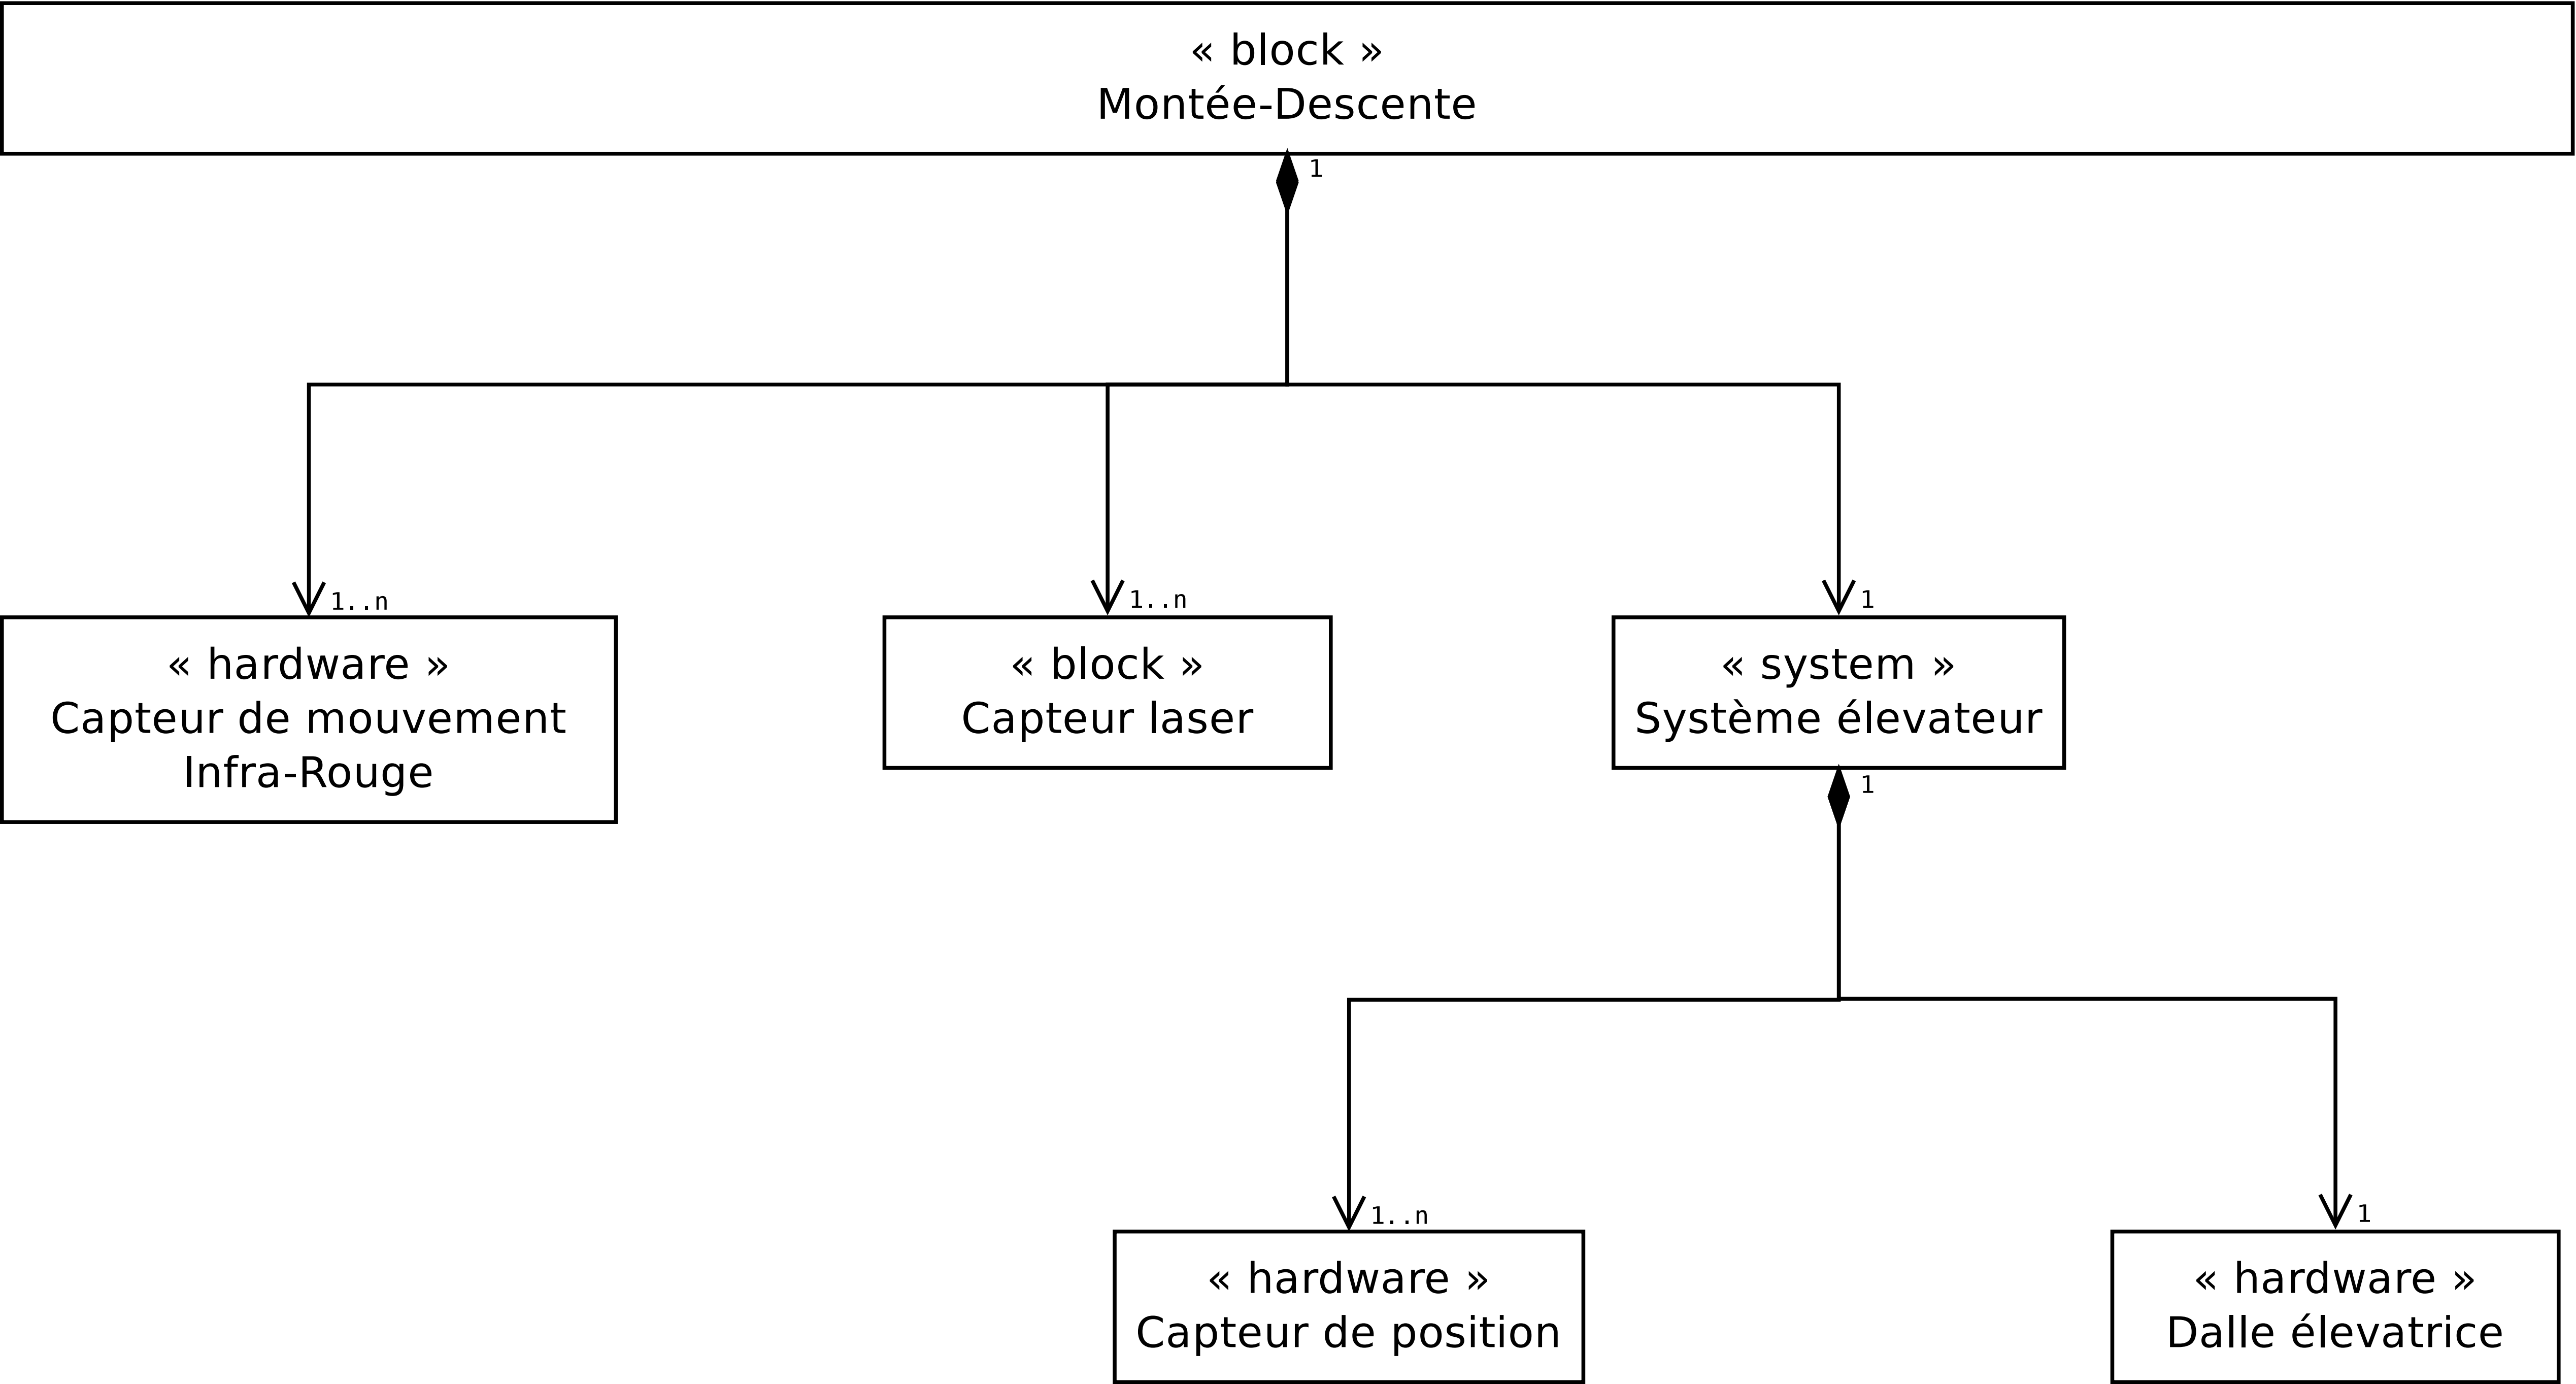 « block »
Montée-Descente
1
1..n
1..n
1
« hardware »
Capteur de mouvement
Infra-Rouge
« block »
Capteur laser
« system »
Système élevateur
1
1..n
1
« hardware »
Capteur de position
« hardware »
Dalle élevatrice